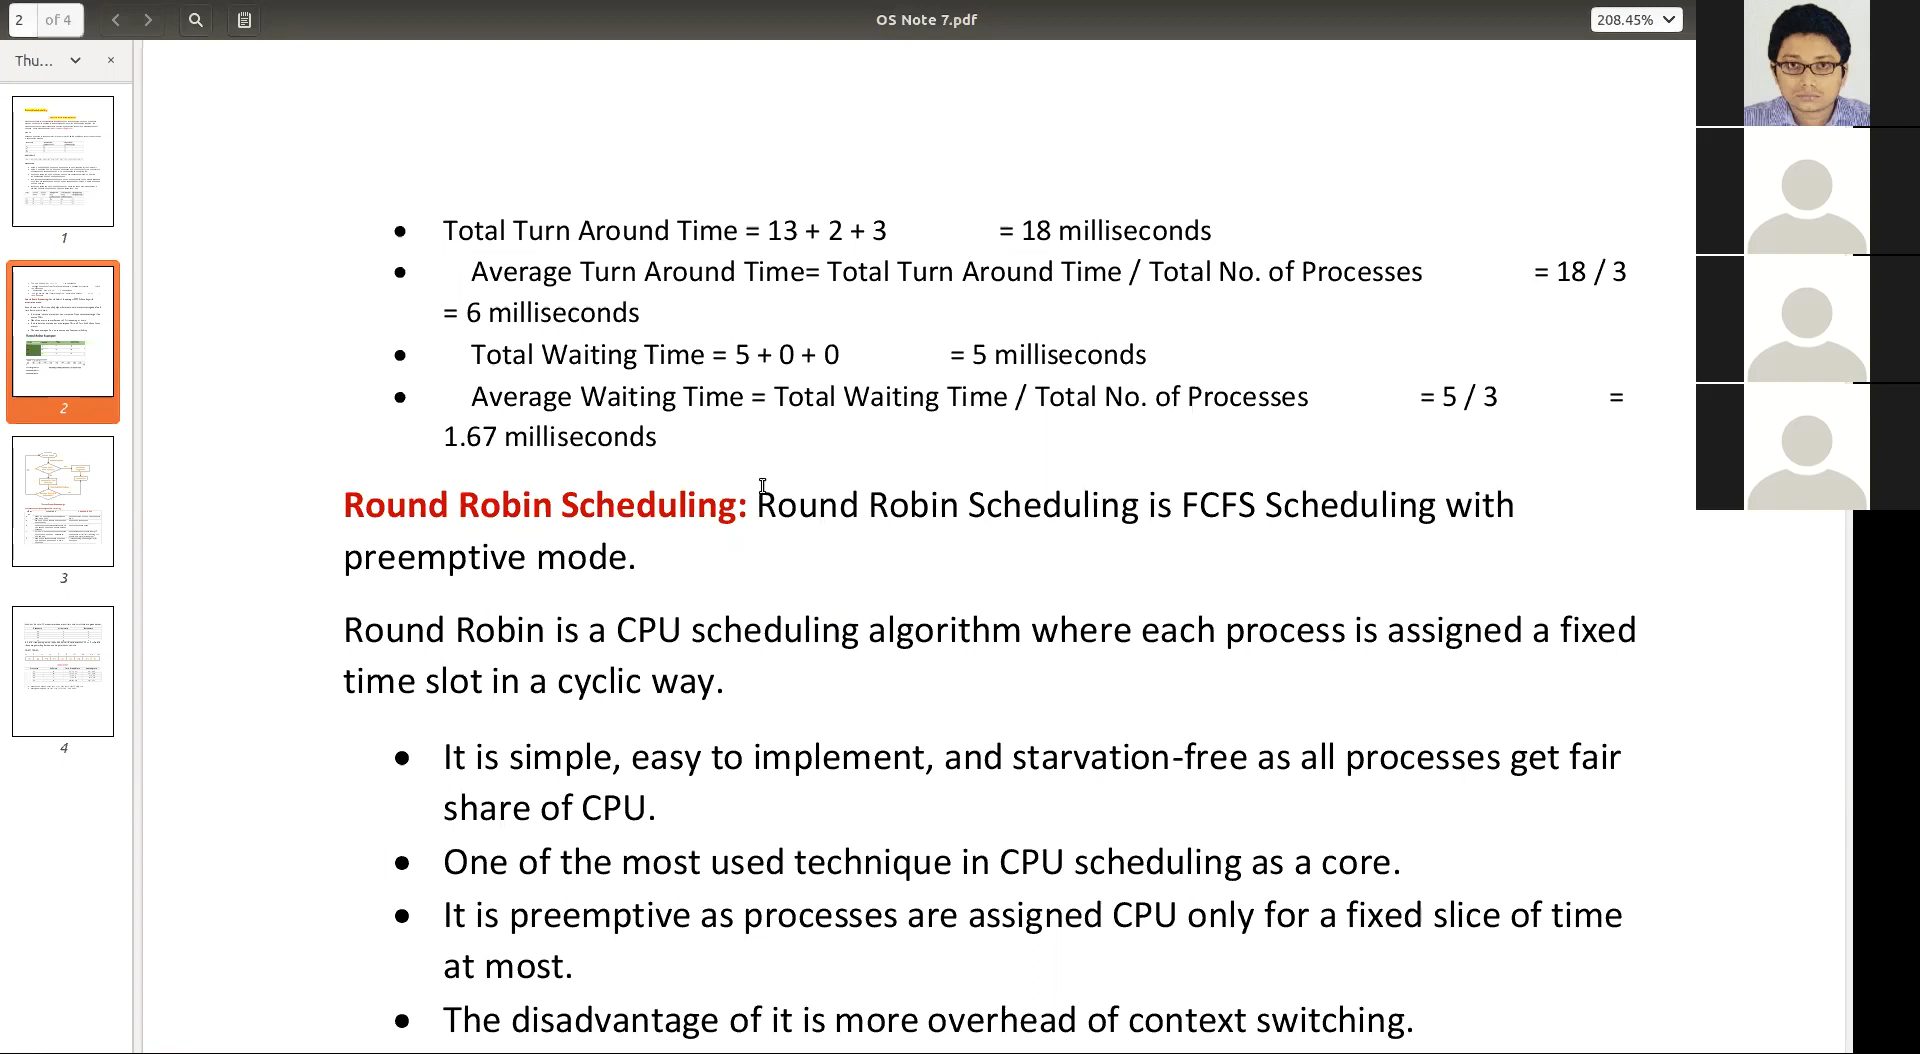 2 of 4
OS Note 7.pdf
208.45%
Thu...
×
1
2
3
4
• Total Turn Around Time = 13 + 2 + 3 = 18 milliseconds
• Average Turn Around Time= Total Turn Around Time / Total No. of Processes = 18 / 3
= 6 milliseconds
• Total Waiting Time = 5 + 0 + 0 = 5 milliseconds
• Average Waiting Time = Total Waiting Time / Total No. of Processes = 5 / 3 =
1.67 milliseconds
Round Robin Scheduling: Round Robin Scheduling is FCFS Scheduling with
preemptive mode.
Round Robin is a CPU scheduling algorithm where each process is assigned a fixed
time slot in a cyclic way.
• It is simple, easy to implement, and starvation-free as all processes get fair
share of CPU.
• One of the most used technique in CPU scheduling as a core.
• It is preemptive as processes are assigned CPU only for a fixed slice of time
at most.
• The disadvantage of it is more overhead of context switching.